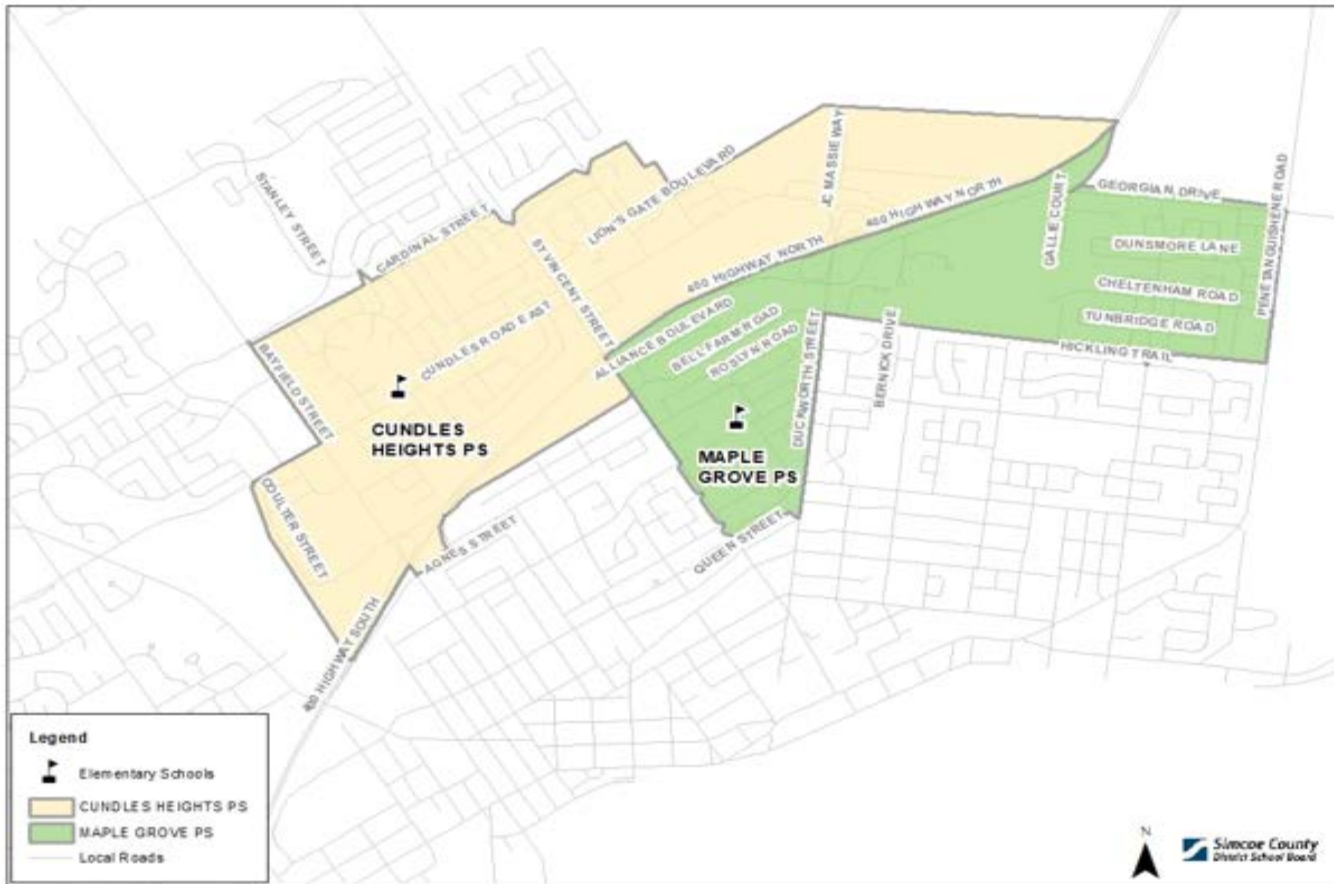 JC MASSIE WAY
STANLEY STREET
LION'S GATE BOULEVARD
PENETANGUISHENE ROAD
GEORGIAN DRIVE
400 HIGHWAY NORTH
GALLIE COURT
CARDINAL STREET
ST VINCENT STREET
DUNSMORE LANE
400 HIGHWAY NORTH
CHELTENHAM ROAD
TUNBRIDGE ROAD
CUNDLES ROAD EAST
ALLIANCE BOULEVARD
BELL FARM ROAD
ROSLYN ROAD
DUCKWORTH STREET
BERNICK DRIVE
HICKLING TRAIL
BAYFIELD STREET
CUNDLES
HEIGHTS PS
MAPLE
GROVE PS
COULTER STREET
AGNES STREET
QUEEN STREET
400 HIGHWAY SOUTH
Legend
Elementary Schools
CUNDLES HEIGHTS PS
MAPLE GROVE PS
Local Roads
N
Simcoe County
District School Board